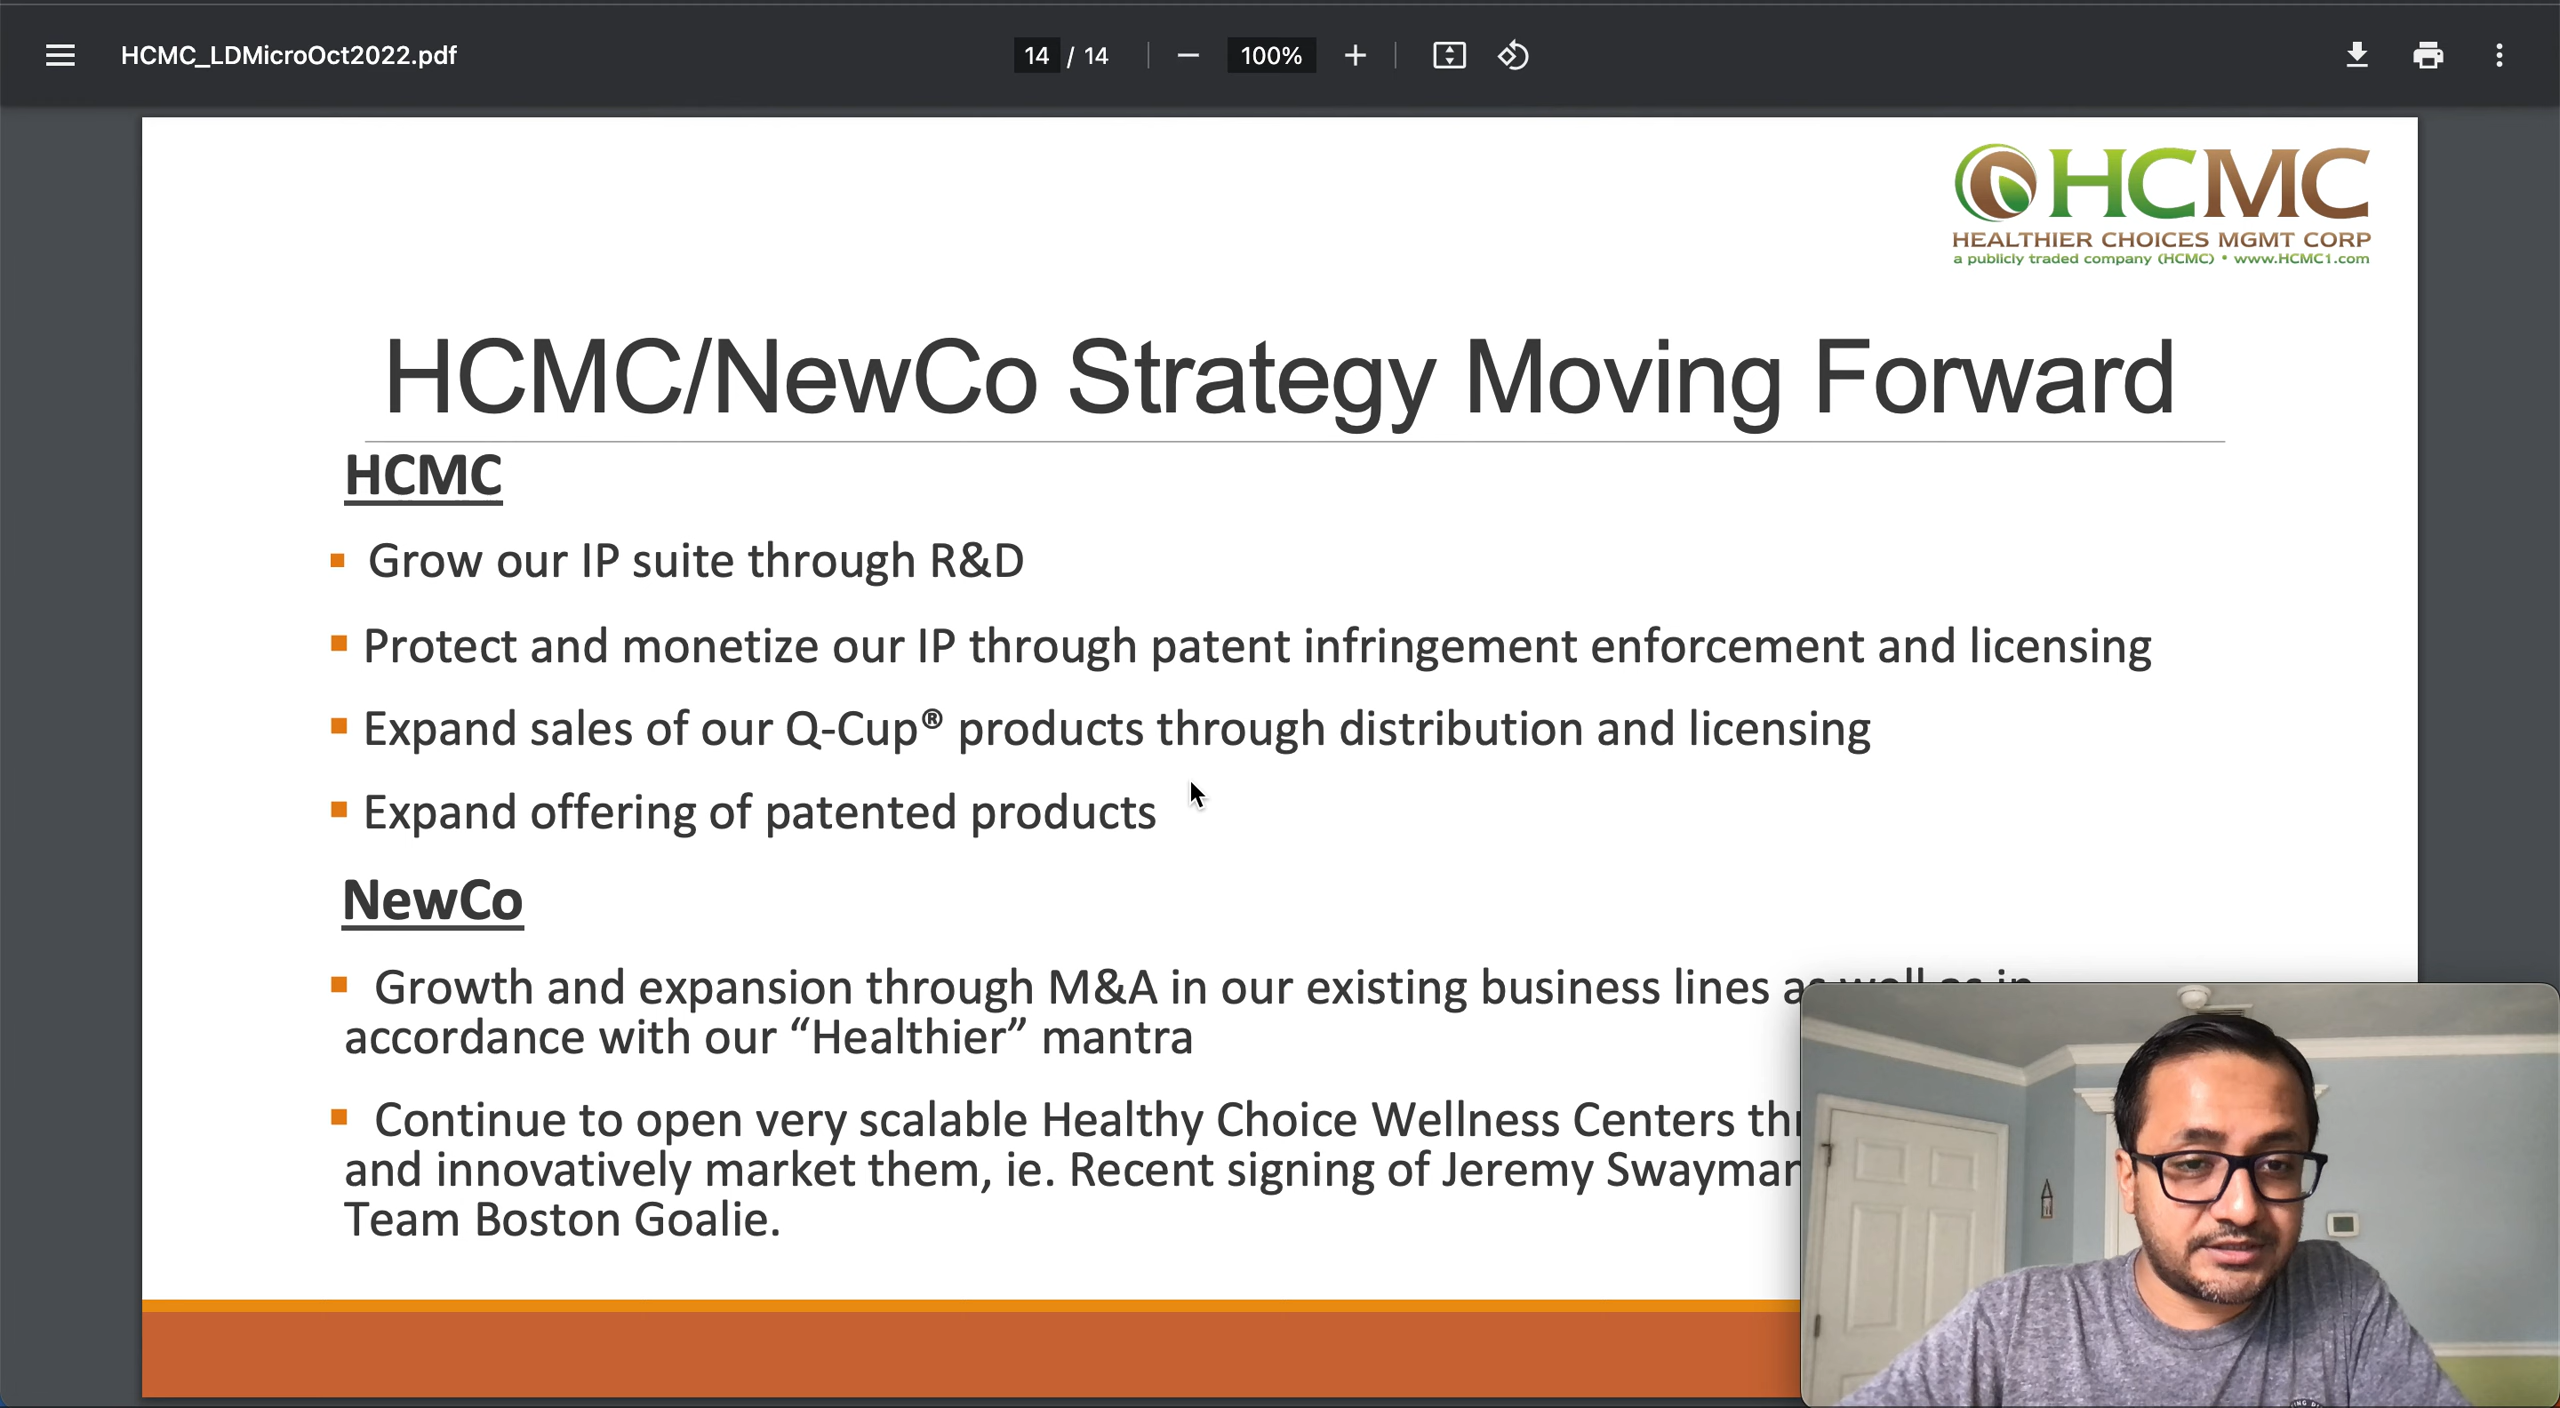 HCMC_LDMicroOct2022.pdf
14 / 14
100%
HCMC
HEALTHIER CHOICES MGMT CORP
a publicly traded company (HCMC) • www.HCMC1.com
HCMC/NewCo Strategy Moving Forward
HCMC
▪ Grow our IP suite through R&D
▪ Protect and monetize our IP through patent infringement enforcement and licensing
▪ Expand sales of our Q-Cup® products through distribution and licensing
▪ Expand offering of patented products
NewCo
▪ Growth and expansion through M&A in our existing business lines as well as in
accordance with our “Healthier” mantra
▪ Continue to open very scalable Healthy Choice Wellness Centers
and innovatively market them, ie. Recent signing of Jeremy Swayman
Team Boston Goalie.